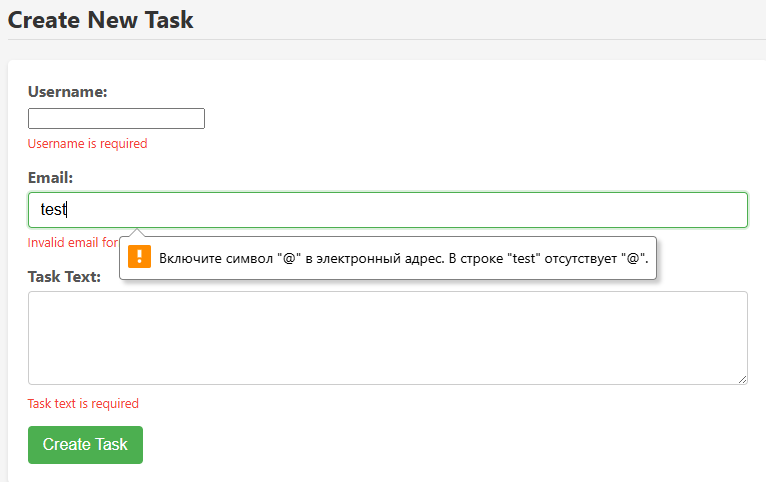 Create New Task
Username:
Username is required
Email:
test
Invalid email for
Включите символ "@" в электронный адрес. В строке "test" отсутствует "@".
Task Text:
Task text is required
Create Task